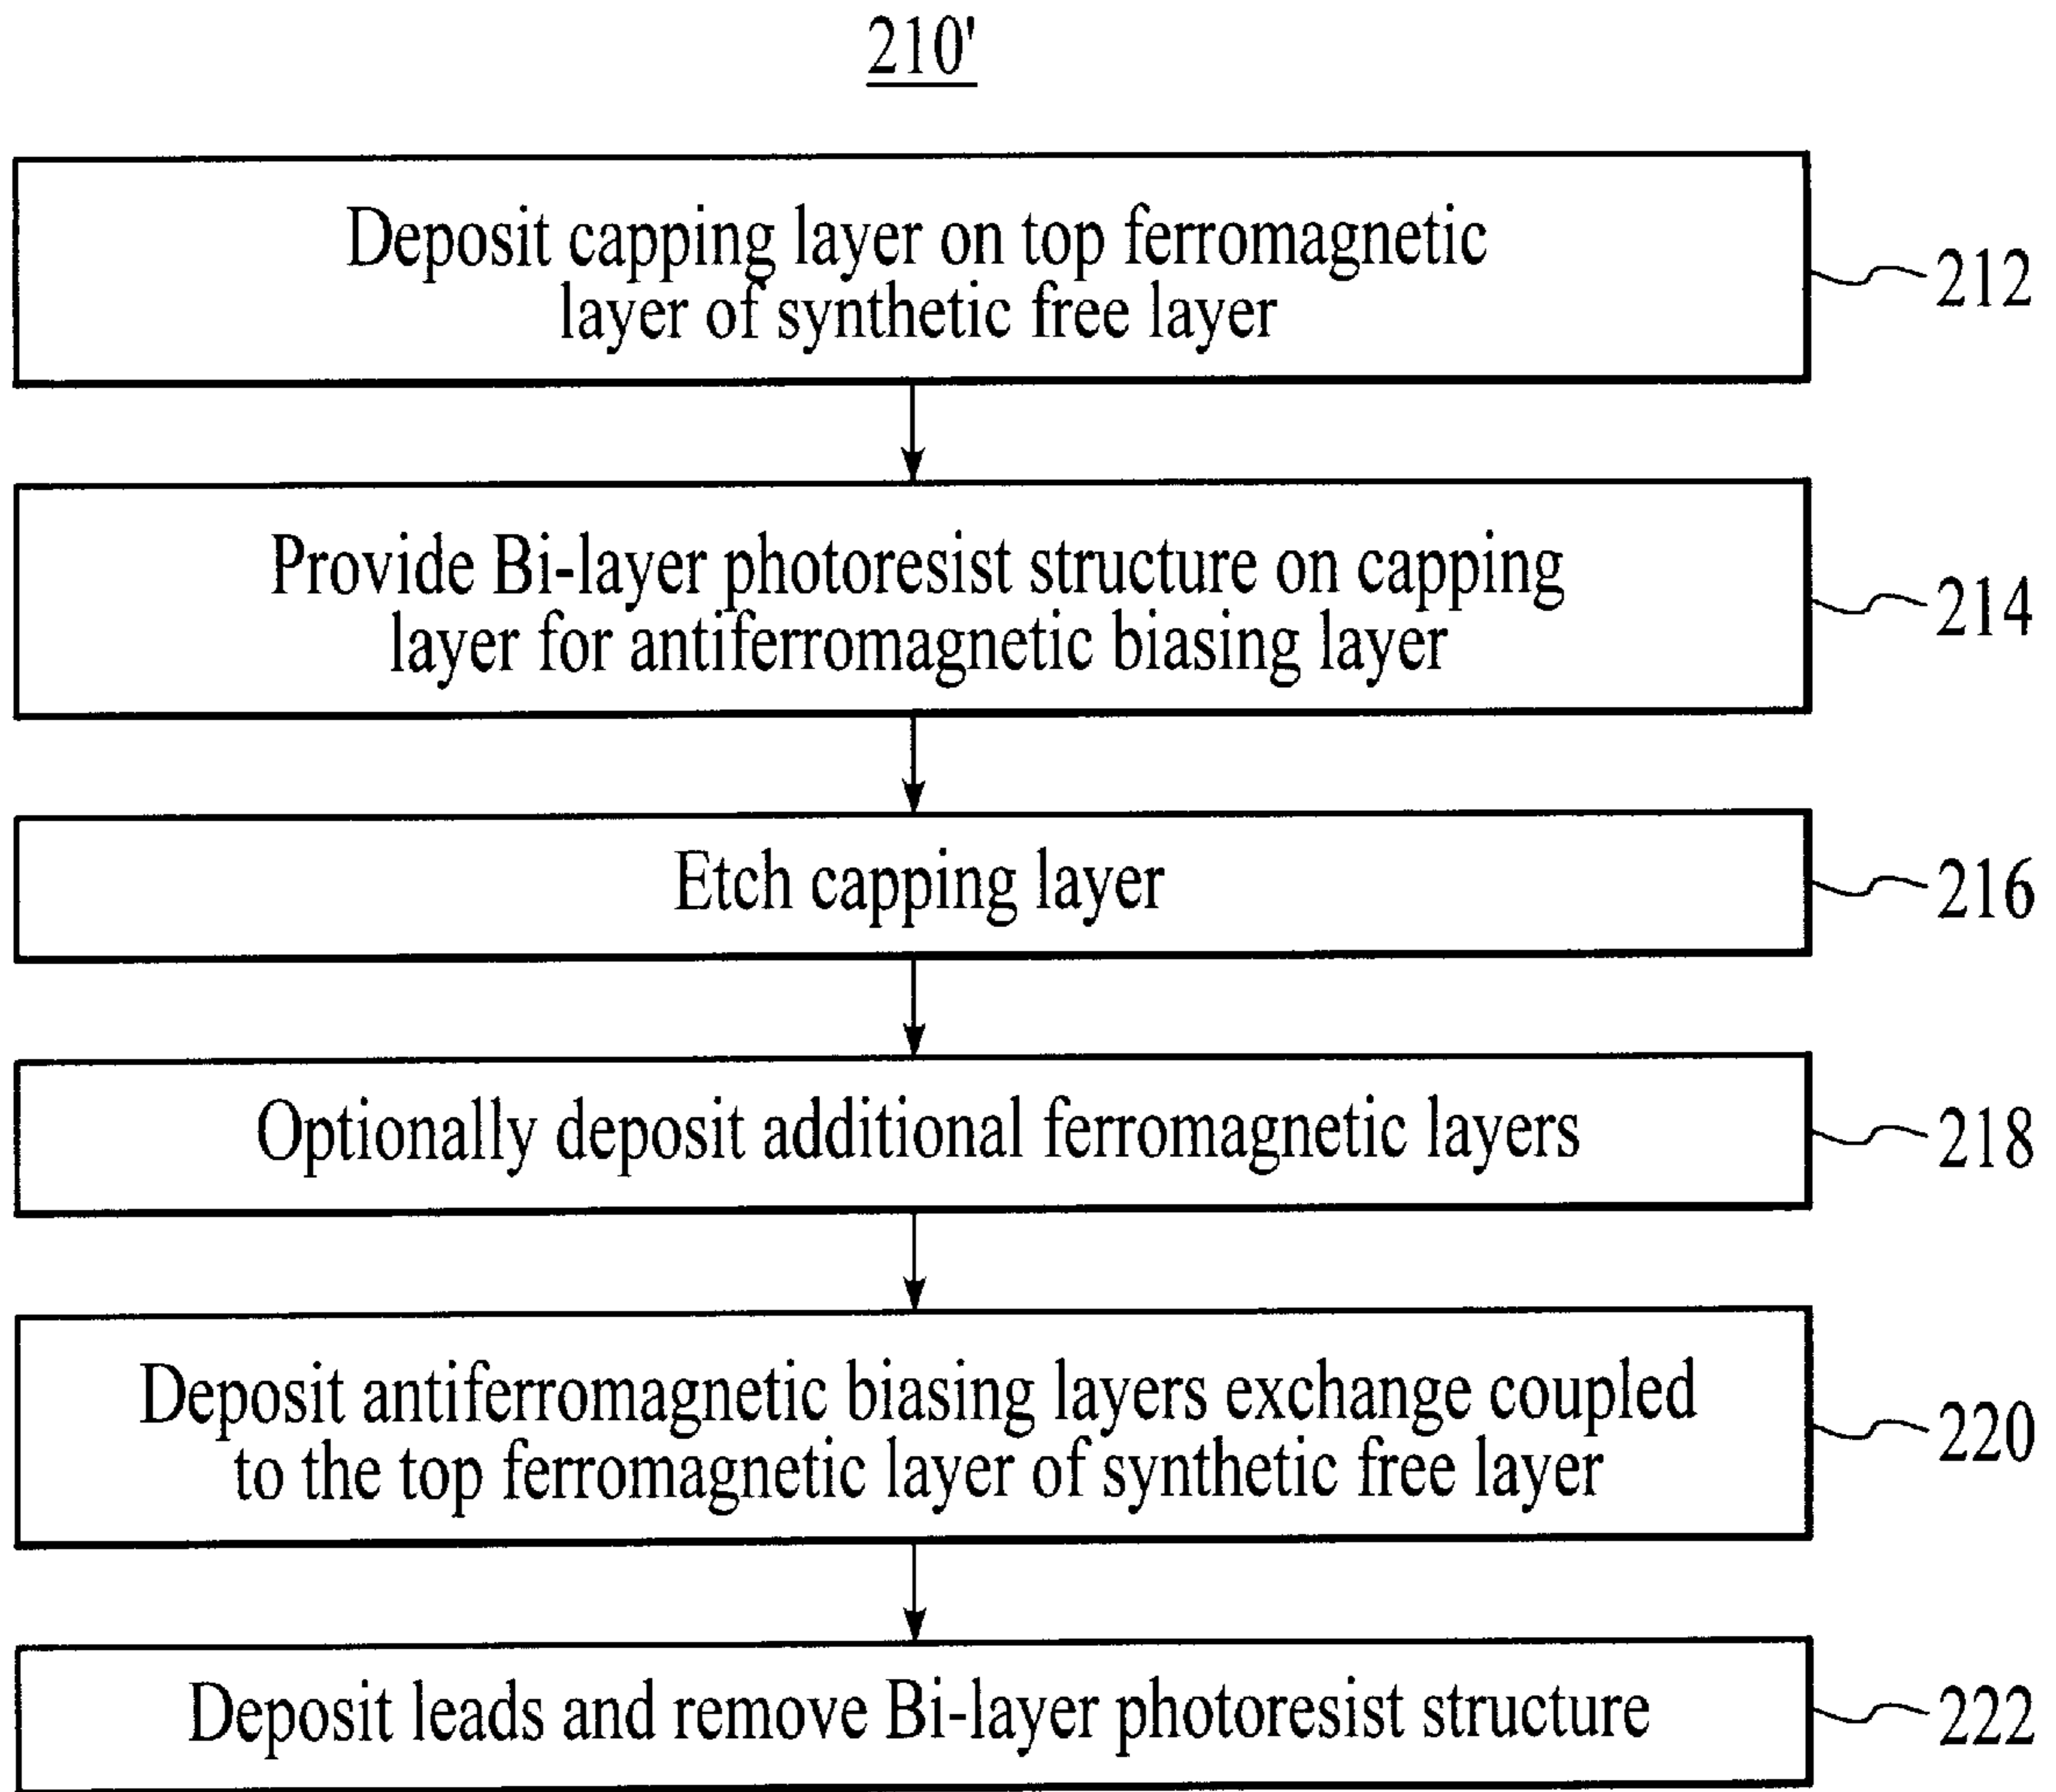 210'
Deposit capping layer on top ferromagnetic
layer of synthetic free layer
212
Provide Bi-layer photoresist structure on capping
layer for antiferromagnetic biasing layer
214
Etch capping layer
216
Optionally deposit additional ferromagnetic layers
218
Deposit antiferromagnetic biasing layers exchange coupled
to the top ferromagnetic layer of synthetic free layer
220
Deposit leads and remove Bi-layer photoresist structure
222